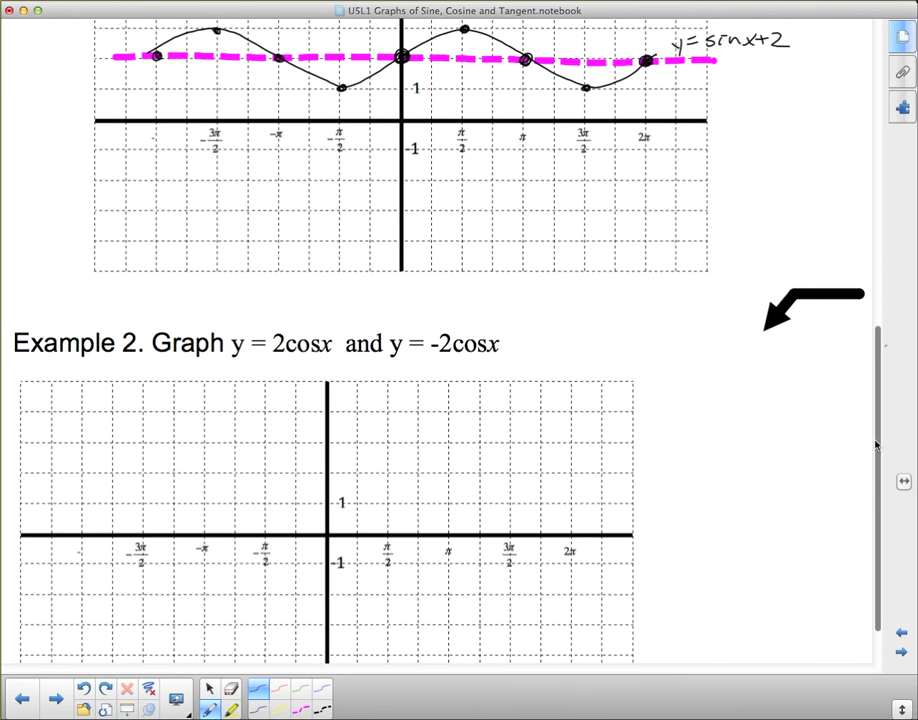 USL1 Graphs of Sine, Cosine and Tangent.notebook
y = sinx+2
1
- -3π/2 -π -π/2 π/2 π 3π/2 2π
-1
Example 2. Graph y = 2cosx and y = -2cosx
1
- -3π/2 -π -π/2 π/2 π 3π/2 2π
-1